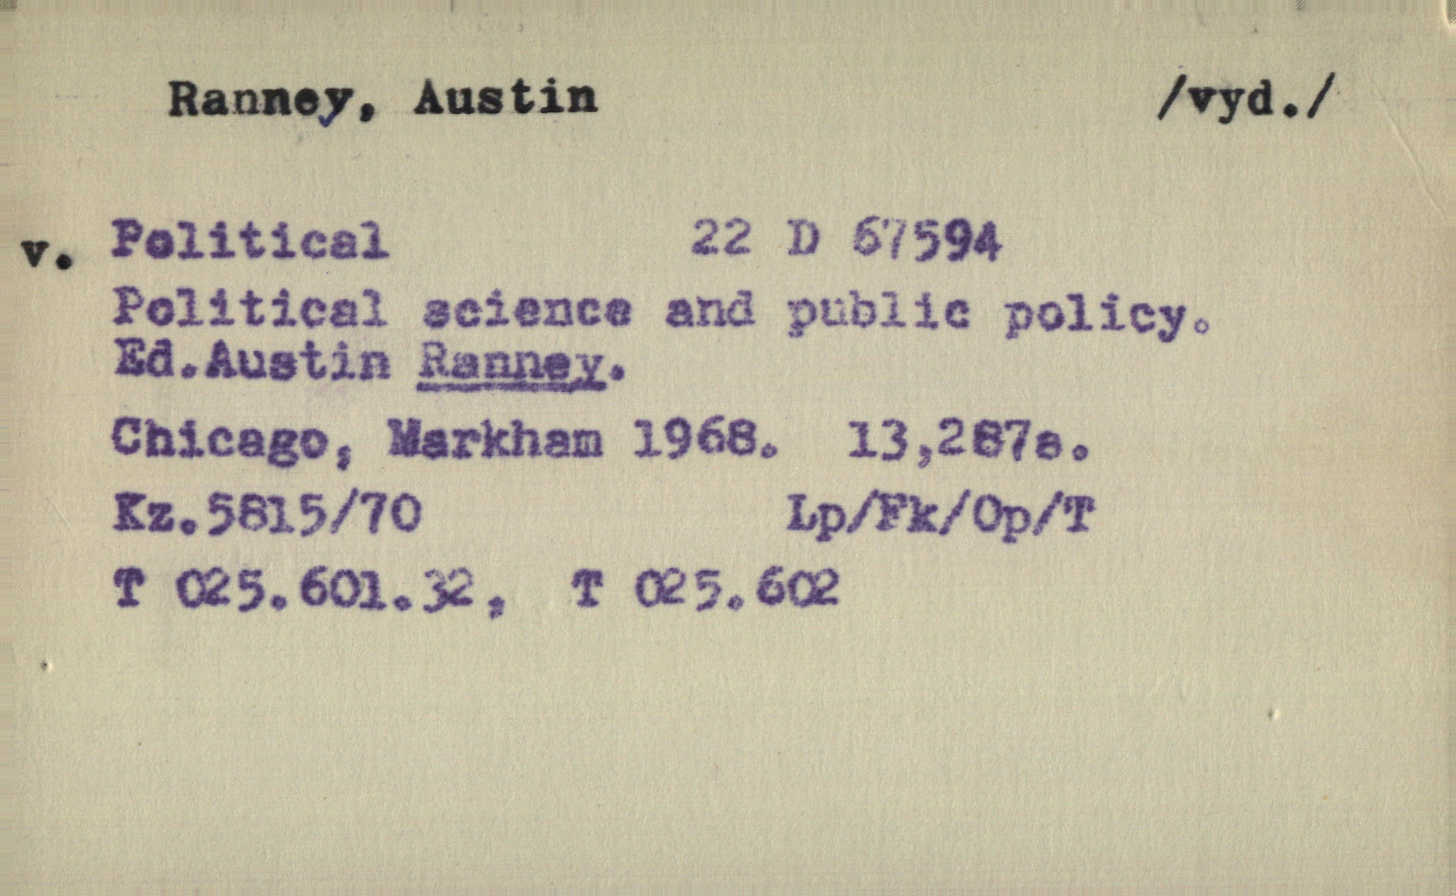 Ranney, Austin /vyd./
v. Political 22 D 67594
Political science and public policy.
Ed.Austin Ranney.
Chicago, Markham 1968. 13,287s.
Kz.5815/70 Lp/Fk/Op/T
T 025.601.32, T 025.602